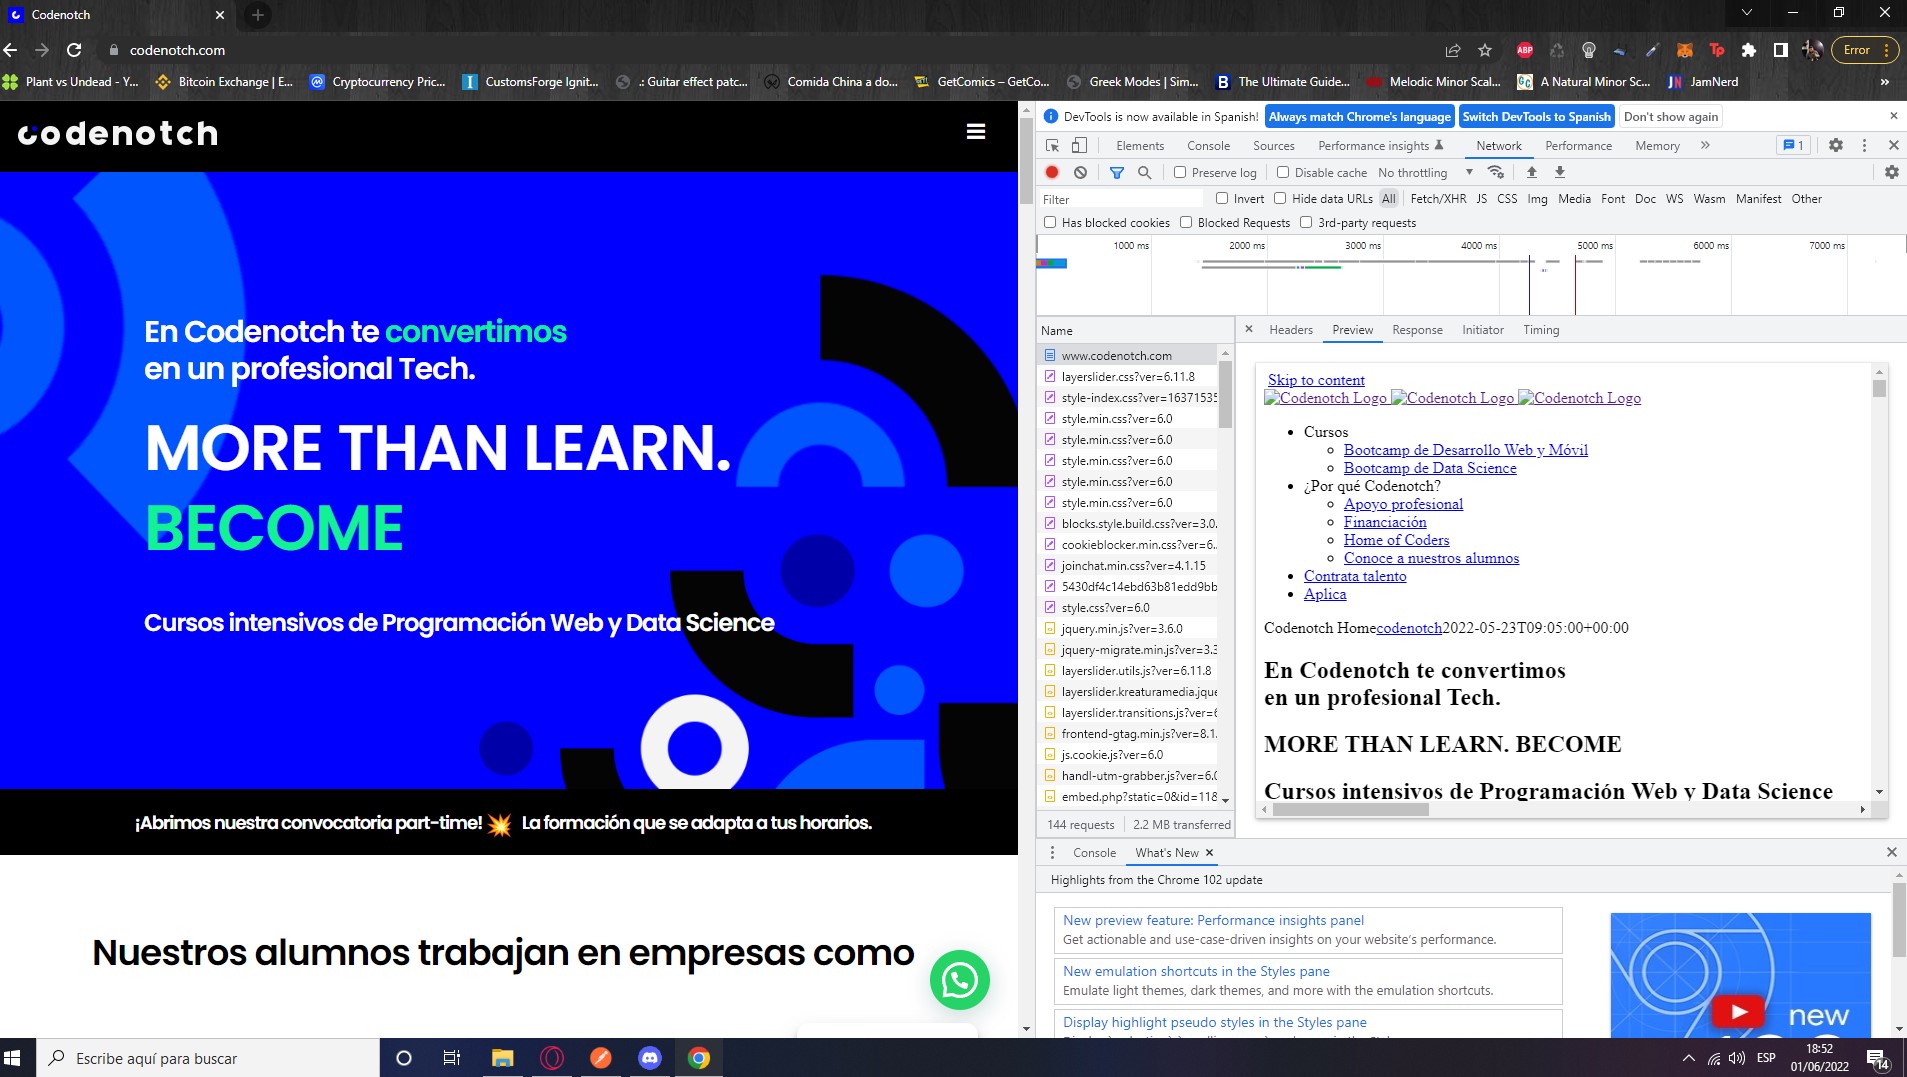 Codenotch
codenotch.com
Error
Plant vs Undead - Y...
Bitcoin Exchange | E...
Cryptocurrency Pric...
CustomsForge Ignit...
.: Guitar effect patc...
Comida China a do...
GetComics – GetCo...
Greek Modes | Sim...
The Ultimate Guide...
Melodic Minor Scal...
A Natural Minor Sc...
JamNerd
»
codenotch
En Codenotch te convertimos
en un profesional Tech.
MORE THAN LEARN.
BECOME
Cursos intensivos de Programación Web y Data Science
¡Abrimos nuestra convocatoria part-time! 💥 La formación que se adapta a tus horarios.
Nuestros alumnos trabajan en empresas como
DevTools is now available in Spanish! Always match Chrome's language Switch DevTools to Spanish Don't show again
Elements Console Sources Performance insights Network Performance Memory » 1
Preserve log Disable cache No throttling
Filter Invert Hide data URLs All Fetch/XHR JS CSS Img Media Font Doc WS Wasm Manifest Other
Has blocked cookies Blocked Requests 3rd-party requests
1000 ms 2000 ms 3000 ms 4000 ms 5000 ms 6000 ms 7000 ms
Name
www.codenotch.com
layerslider.css?ver=6.11.8
style-index.css?ver=16371535
style.min.css?ver=6.0
style.min.css?ver=6.0
style.min.css?ver=6.0
style.min.css?ver=6.0
style.min.css?ver=6.0
blocks.style.build.css?ver=3.0.
cookieblocker.min.css?ver=6..
joinchat.min.css?ver=4.1.15
5430df4c14ebd63b81edd9bb
style.css?ver=6.0
jquery.min.js?ver=3.6.0
jquery-migrate.min.js?ver=3.3
layerslider.utils.js?ver=6.11.8
layerslider.kreaturamedia.jque
layerslider.transitions.js?ver=6
frontend-gtag.min.js?ver=8.1.
js.cookie.js?ver=6.0
handl-utm-grabber.js?ver=6.0
embed.php?static=0&id=118
144 requests 2.2 MB transferred
Headers Preview Response Initiator Timing
Skip to content
Codenotch Logo Codenotch Logo Codenotch Logo
Cursos
Bootcamp de Desarrollo Web y Móvil
Bootcamp de Data Science
¿Por qué Codenotch?
Apoyo profesional
Financiación
Home of Coders
Conoce a nuestros alumnos
Contrata talento
Aplica
Codenotch Homecodenotch2022-05-23T09:05:00+00:00
En Codenotch te convertimos
en un profesional Tech.
MORE THAN LEARN. BECOME
Cursos intensivos de Programación Web y Data Science
Console What's New
Highlights from the Chrome 102 update
New preview feature: Performance insights panel
Get actionable and use-case-driven insights on your website's performance.
New emulation shortcuts in the Styles pane
Emulate light themes, dark themes, and more with the emulation shortcuts.
Display highlight pseudo styles in the Styles pane
new
Escribe aquí para buscar
ESP
18:52
01/06/2022
14